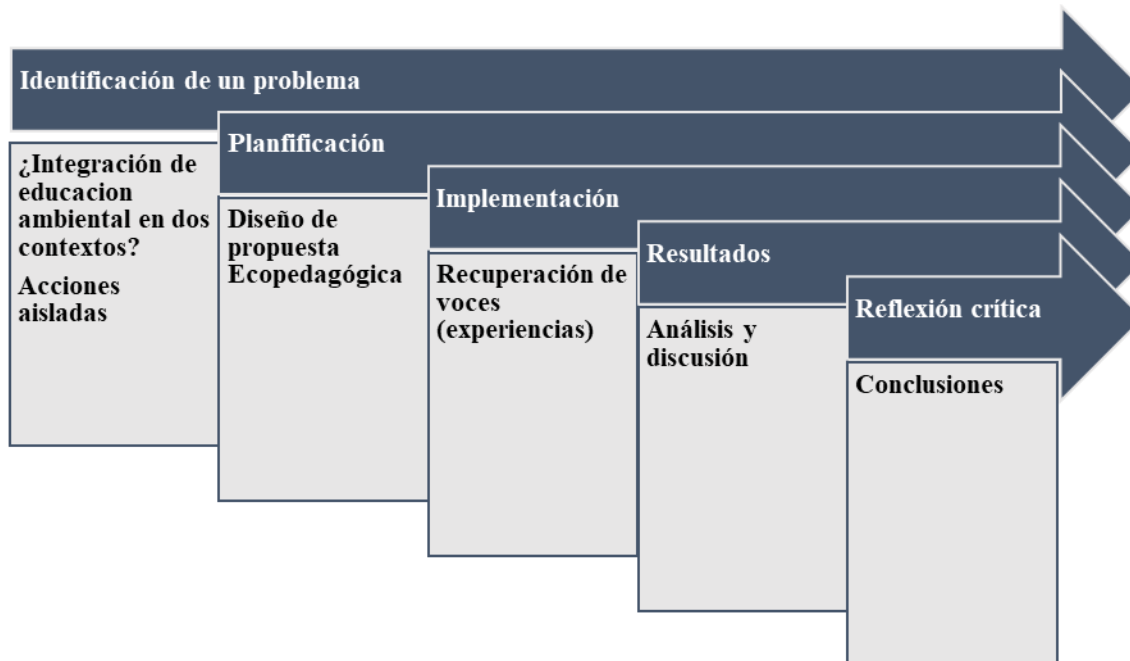 Identificación de un problema
¿Integración de
educacion
ambiental en dos
contextos?
Acciones
aisladas
Planfificación
Diseño de
propuesta
Ecopedagógica
Implementación
Recuperación de
voces
(experiencias)
Resultados
Análisis y
discusión
Reflexión crítica
Conclusiones